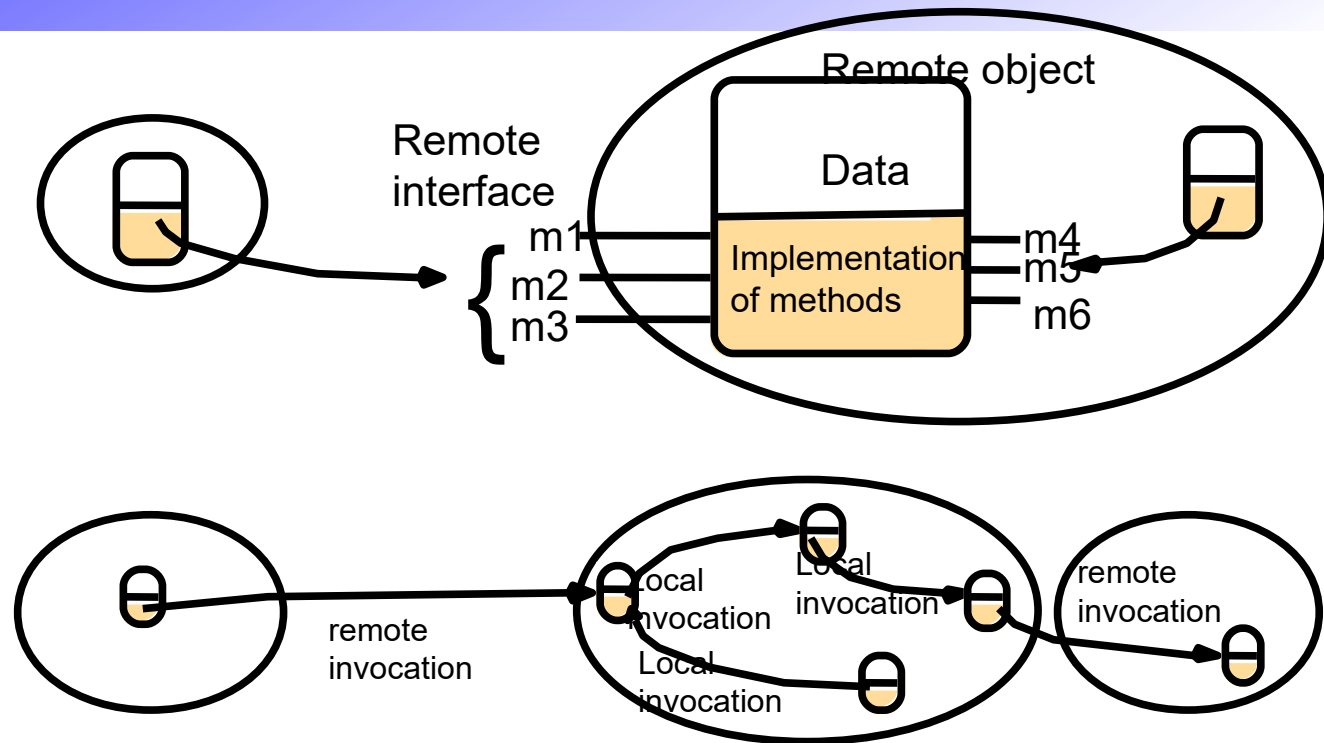 Remote object
Remote
interface
Data
m1
m2
m3
Implementation
of methods
m4
m5
m6
Local
invocation
Local
invocation
remote
invocation
remote
invocation
Local
invocation